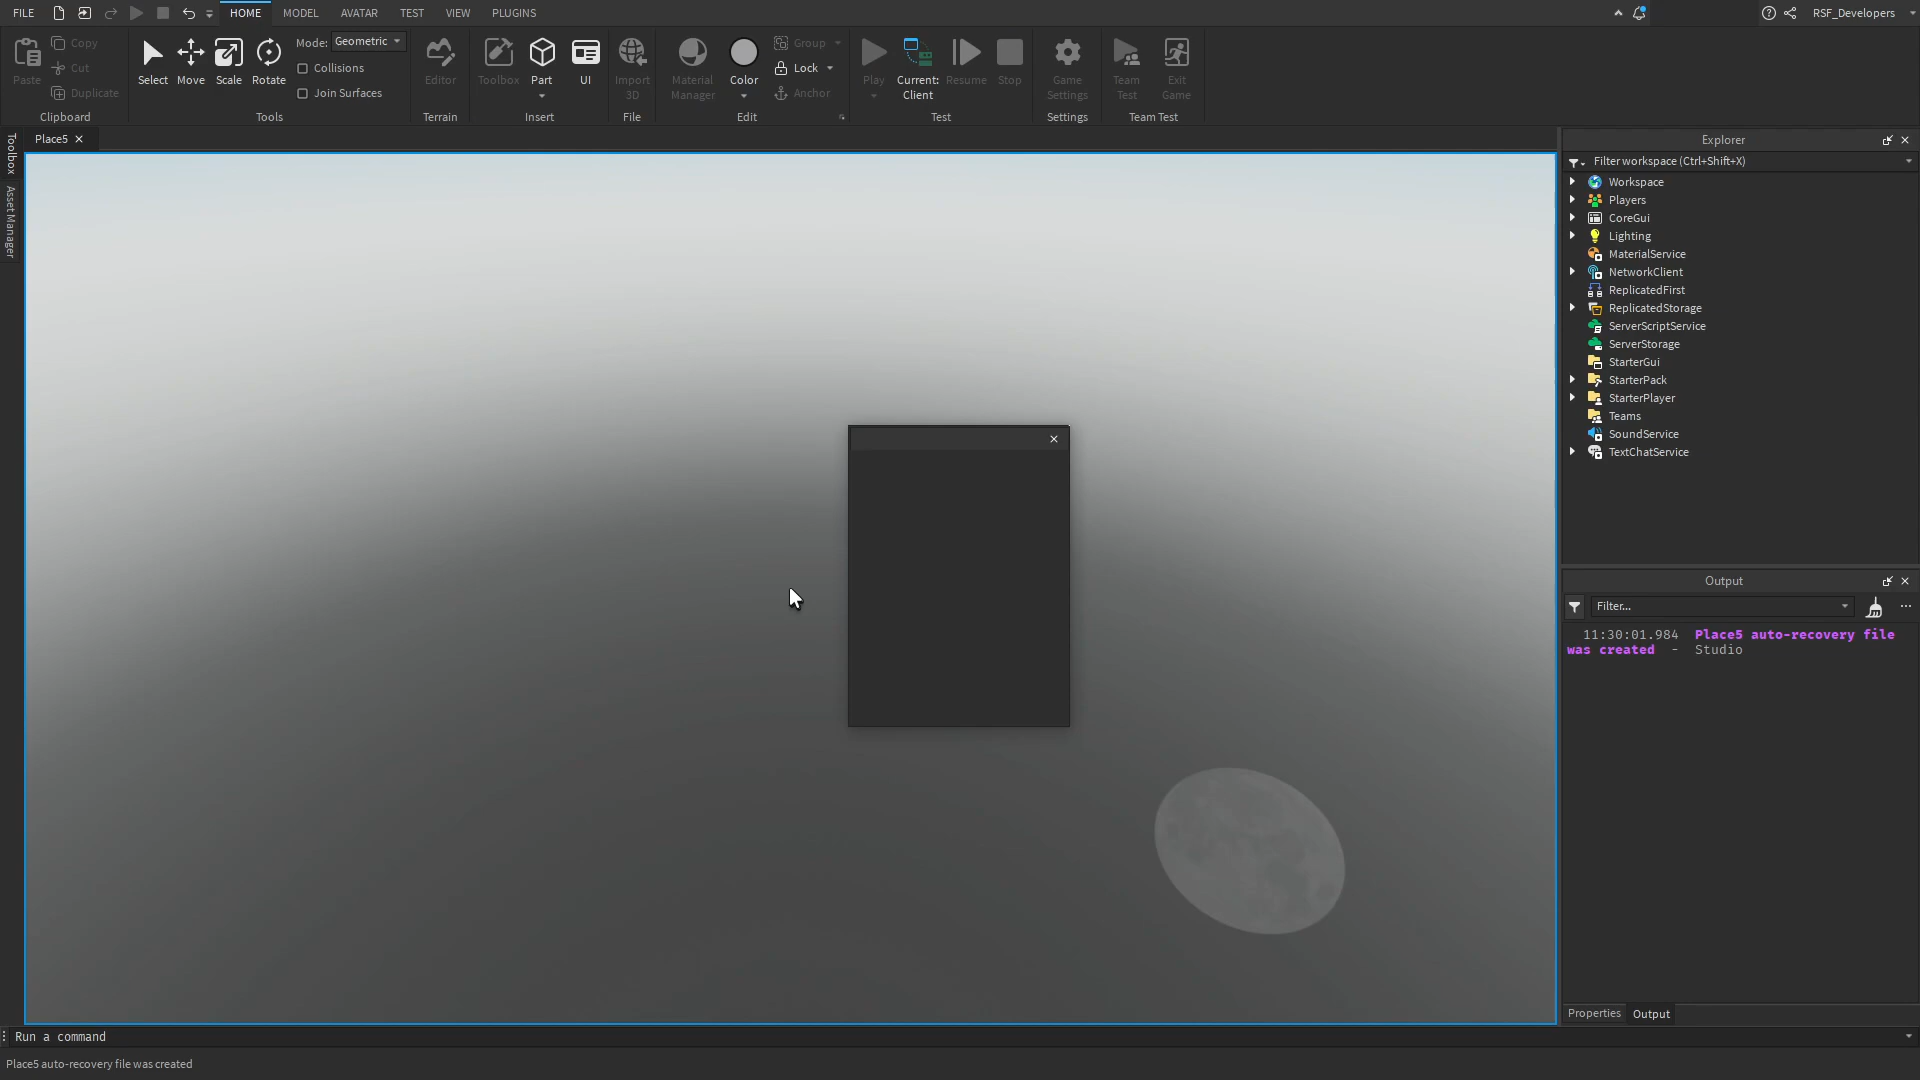 FILE
HOME
MODEL
AVATAR
TEST
VIEW
PLUGINS
RSF_Developers
Paste
Copy
Cut
Duplicate
Clipboard
Select
Move
Scale
Rotate
Mode: Geometric
Collisions
Join Surfaces
Tools
Editor
Terrain
Toolbox
Part
UI
Insert
Import
3D
File
Material
Manager
Color
Group
Lock
Anchor
Edit
Play
Current:
Client
Resume
Stop
Test
Game
Settings
Settings
Team
Test
Exit
Game
Team Test
Toolbox
Asset Manager
Place5
Explorer
Filter workspace (Ctrl+Shift+X)
Workspace
Players
CoreGui
Lighting
MaterialService
NetworkClient
ReplicatedFirst
ReplicatedStorage
ServerScriptService
ServerStorage
StarterGui
StarterPack
StarterPlayer
Teams
SoundService
TextChatService
Output
Filter...
11:30:01.984 Place5 auto-recovery file
was created - Studio
Properties
Output
Run a command
Place5 auto-recovery file was created